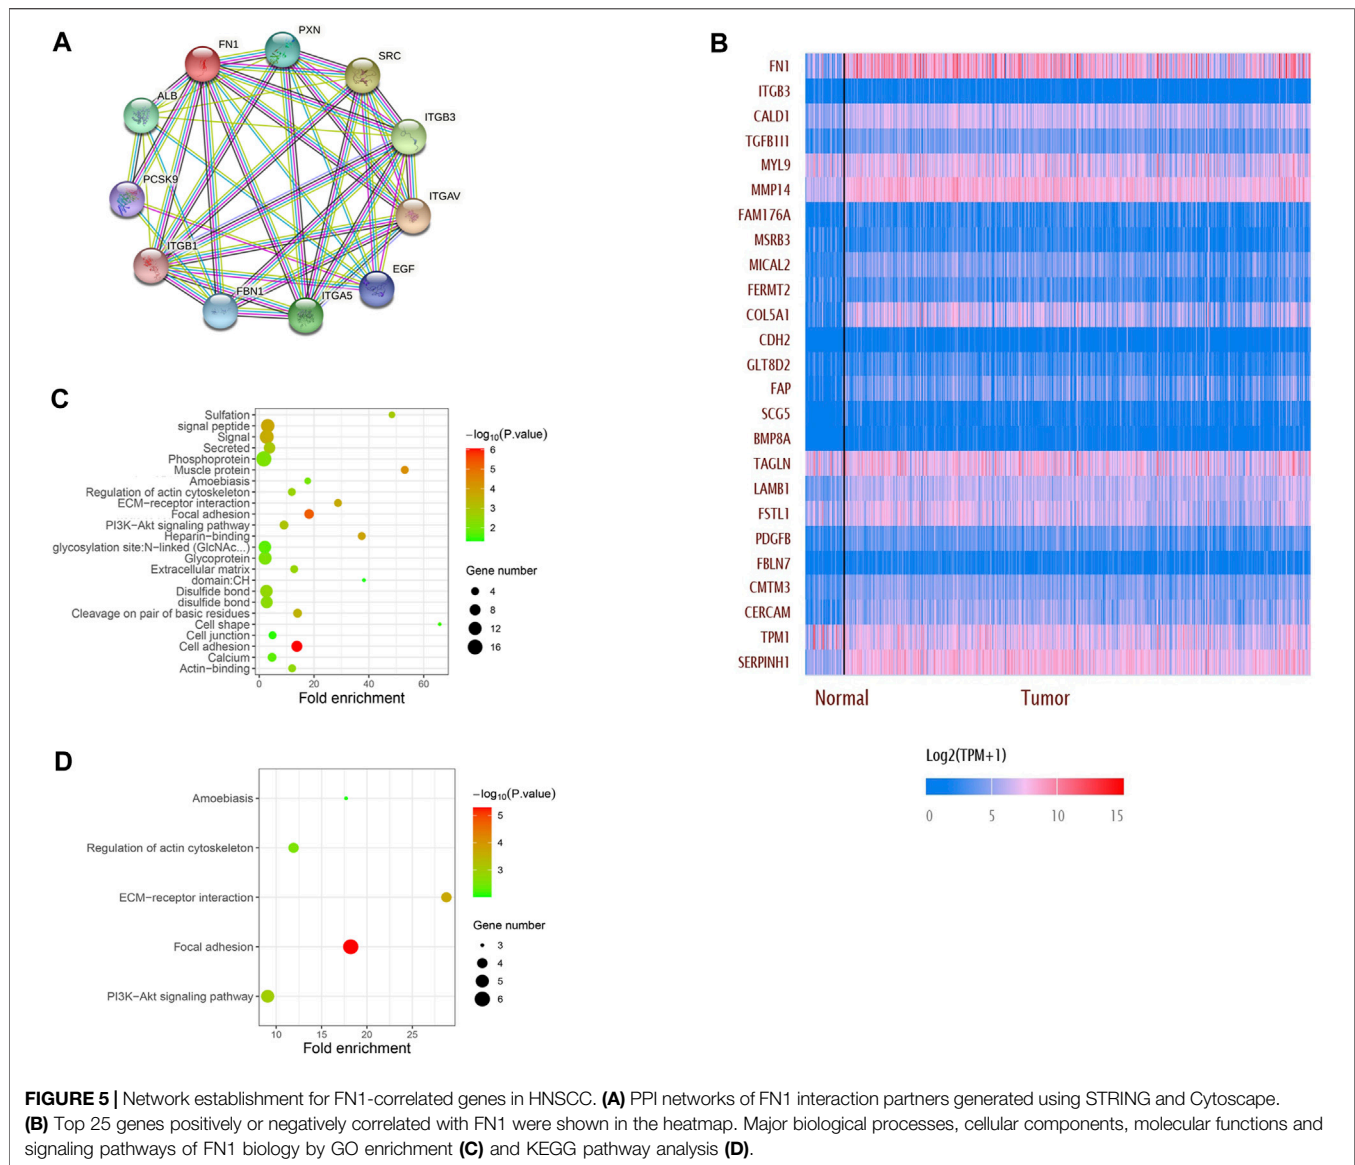 A
FN1
PXN
SRC
ALB
ITGB3
PCSK9
ITGAV
ITGB1
EGF
FBN1
ITGA5
B
FN1
ITGB3
CALD1
TGFB1I1
MYL9
MMP14
FAM176A
MSRB3
MICAL2
FERMT2
COL5A1
CDH2
GLT8D2
FAP
SCG5
BMP8A
TAGLN
LAMB1
FSTL1
PDGFB
FBLN7
CMTM3
CERCAM
TPM1
SERPINH1
Normal Tumor
Log2(TPM+1)
0 5 10 15
C
Sulfation
signal peptide
Signal
Secreted
Phosphoprotein
Muscle protein
Amoebiasis
Regulation of actin cytoskeleton
ECM−receptor interaction
Focal adhesion
PI3K−Akt signaling pathway
Heparin−binding
glycosylation site:N−linked (GlcNAc...)
Glycoprotein
Extracellular matrix
domain:CH
Disulfide bond
disulfide bond
Cleavage on pair of basic residues
Cell shape
Cell junction
Cell adhesion
Calcium
Actin−binding
0 20 40 60
Fold enrichment
−log10(P.value)
6
5
4
3
2
Gene number
4
8
12
16
D
Amoebiasis
Regulation of actin cytoskeleton
ECM−receptor interaction
Focal adhesion
PI3K−Akt signaling pathway
10 15 20 25
Fold enrichment
−log10(P.value)
5
4
3
Gene number
3
4
5
6
FIGURE 5 | Network establishment for FN1-correlated genes in HNSCC. (A) PPI networks of FN1 interaction partners generated using STRING and Cytoscape.
(B) Top 25 genes positively or negatively correlated with FN1 were shown in the heatmap. Major biological processes, cellular components, molecular functions and
signaling pathways of FN1 biology by GO enrichment (C) and KEGG pathway analysis (D).